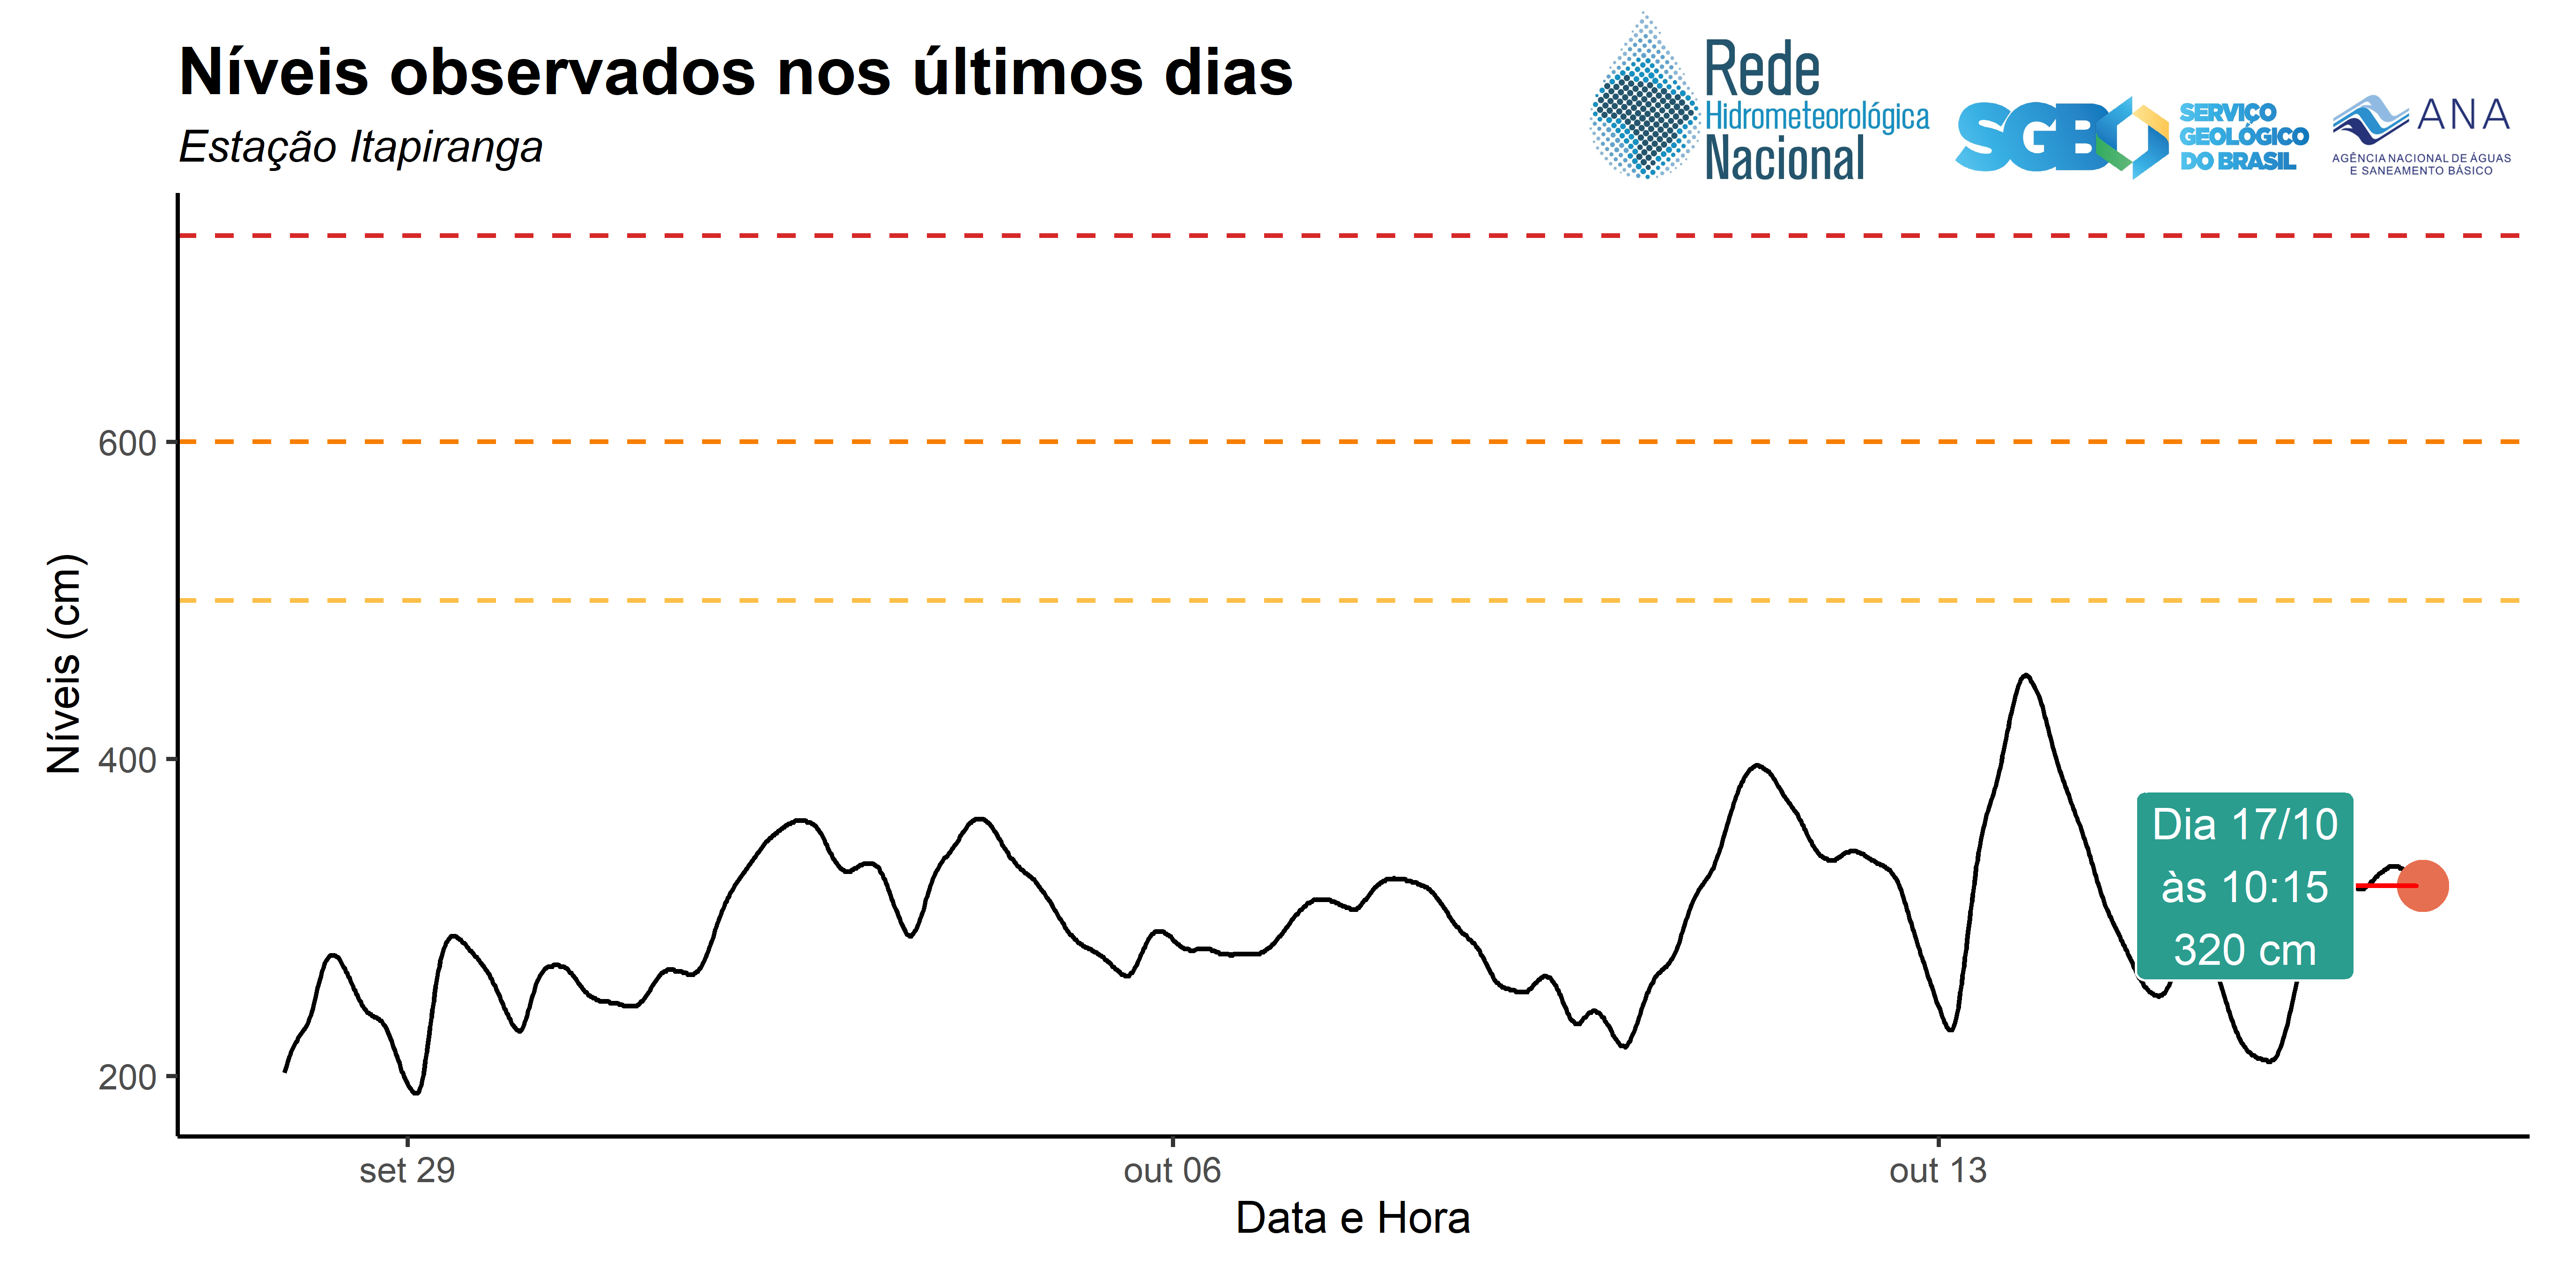 Níveis observados nos últimos dias
Estação Itapiranga
Rede
Hidrometeorológica
Nacional
SGB
SERVIÇO
GEOLÓGICO
DO BRASIL
ANA
AGÊNCIA NACIONAL DE ÁGUAS
E SANEAMENTO BÁSICO
Níveis (cm)
600
400
200
Dia 17/10
às 10:15
320 cm
set 29
out 06
out 13
Data e Hora